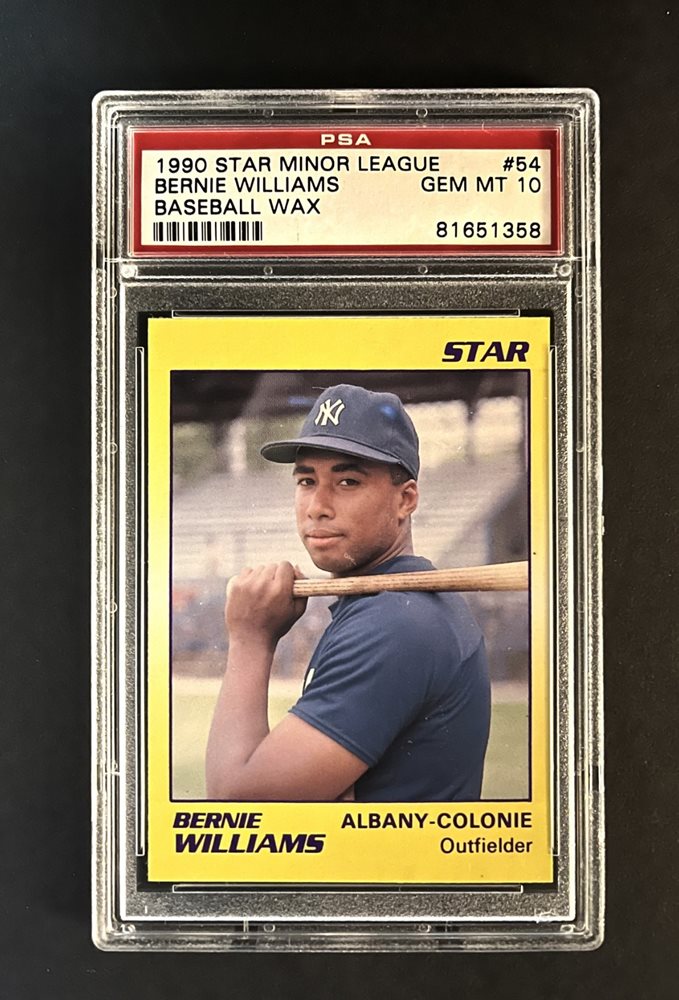 PSA
1990 STAR MINOR LEAGUE #54
BERNIE WILLIAMS GEM MT 10
BASEBALL WAX
81651358
STAR
NY
BERNIE ALBANY-COLONIE
WILLIAMS Outfielder